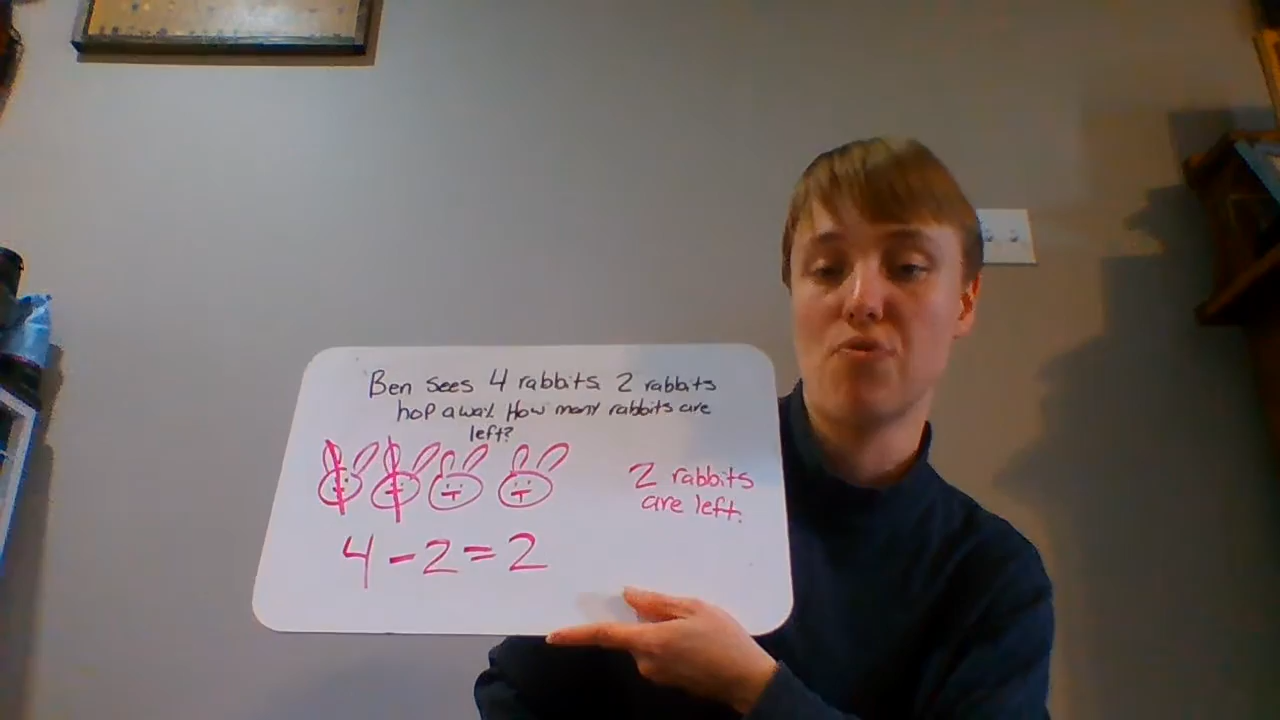 Ben sees 4 rabbits. 2 rabbits
hop away. How many rabbits are
left?
2 rabbits
are left.
4 - 2 = 2